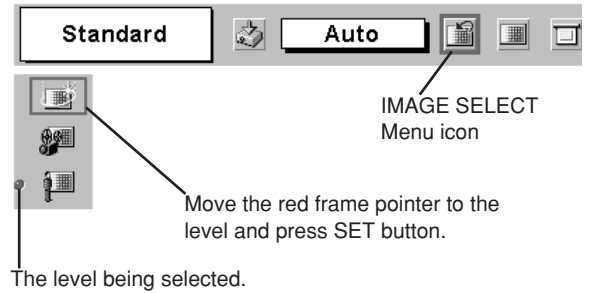 Standard
Auto
IMAGE SELECT
Menu icon
Move the red frame pointer to the
level and press SET button.
The level being selected.